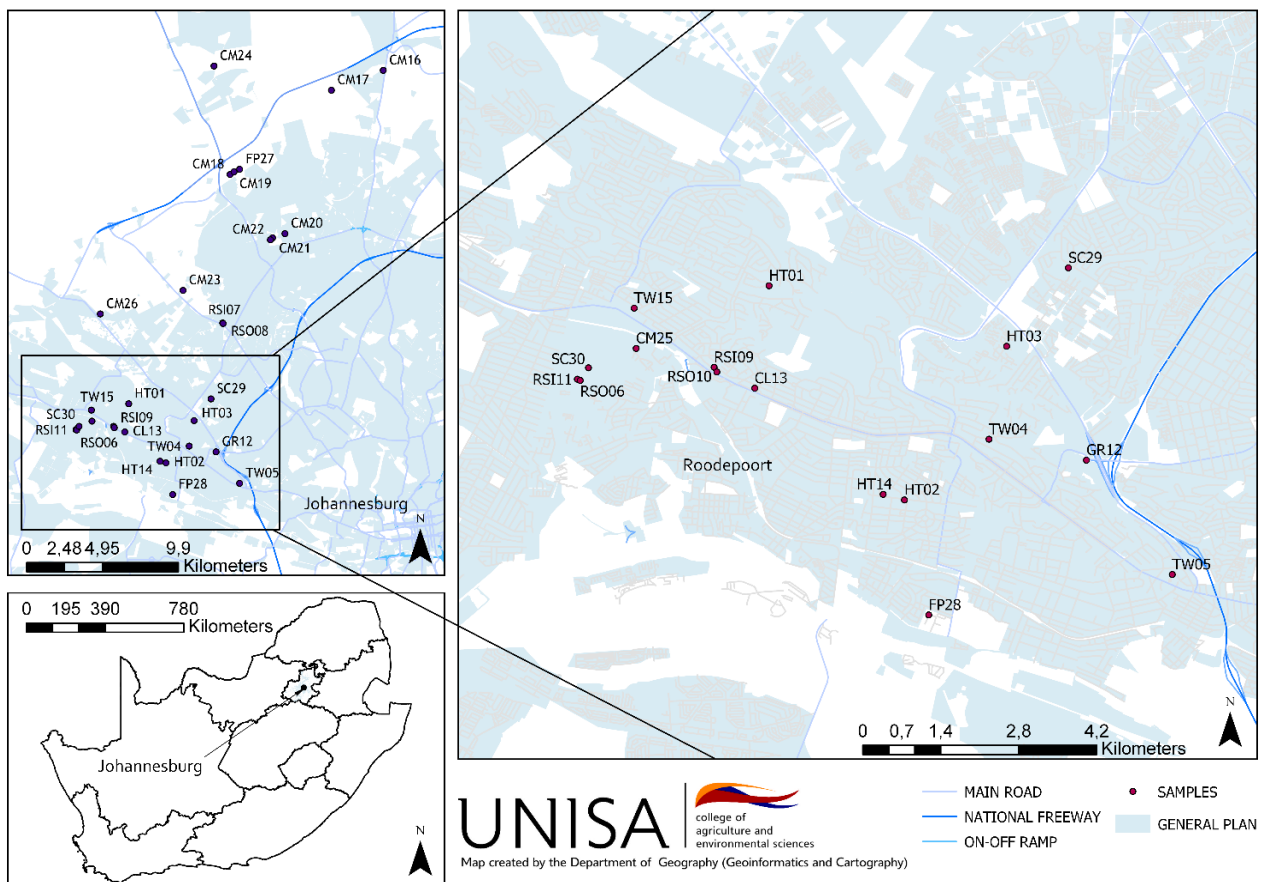 CM24
CM16
CM17
CM18
FP27
CM19
CM20
CM22
CM21
CM23
RSI07
CM26
RSO08
SC29
HT01
TW15
HT03
SC30
RSI09
RSI11
CL13
RSO06
TW04
GR12
HT14
HT02
TW05
FP28
Johannesburg
N
0 2,48 4,95 9,9
Kilometers
0 195 390 780
Kilometers
Johannesburg
N
SC29
HT01
TW15
HT03
CM25
SC30
RSI09
RSI11
RSO10
RSO06
CL13
TW04
GR12
Roodepoort
HT14
HT02
TW05
FP28
N
0 0,7 1,4 2,8 4,2
Kilometers
UNISA
college of
agriculture and
environmental sciences
Map created by the Department of Geography (Geoinformatics and Cartography)
MAIN ROAD
SAMPLES
NATIONAL FREEWAY
GENERAL PLAN
ON-OFF RAMP